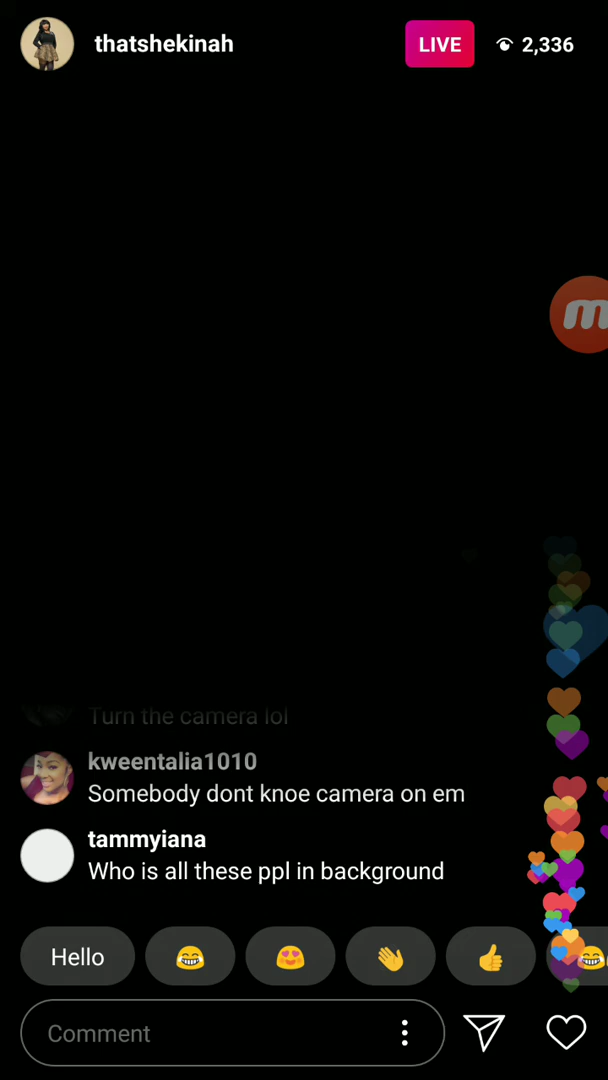 thatshekinah
LIVE
2,336
m
Turn the camera lol
kweentalia1010
Somebody dont knoe camera on em
tammyiana
Who is all these ppl in background
Hello
Comment